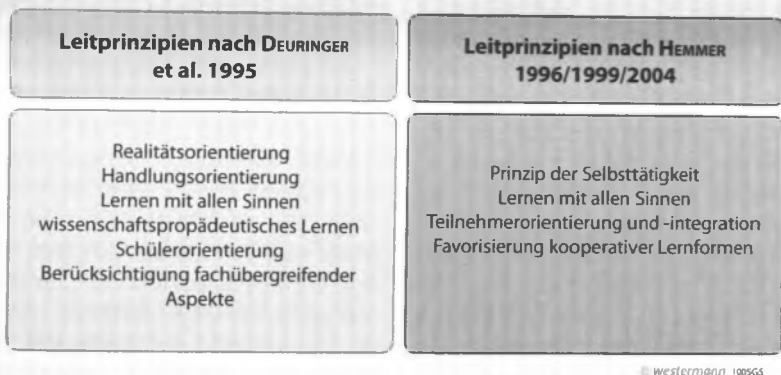 Leitprinzipien nach DEURINGER
et al. 1995
Realitätsorientierung
Handlungsorientierung
Lernen mit allen Sinnen
wissenschaftspropädeutisches Lernen
Schülerorientierung
Berücksichtigung fachübergreifender
Aspekte
Leitprinzipien nach HEMMER
1996/1999/2004
Prinzip der Selbsttätigkeit
Lernen mit allen Sinnen
Teilnehmerorientierung und -integration
Favorisierung kooperativer Lernformen
© westermann